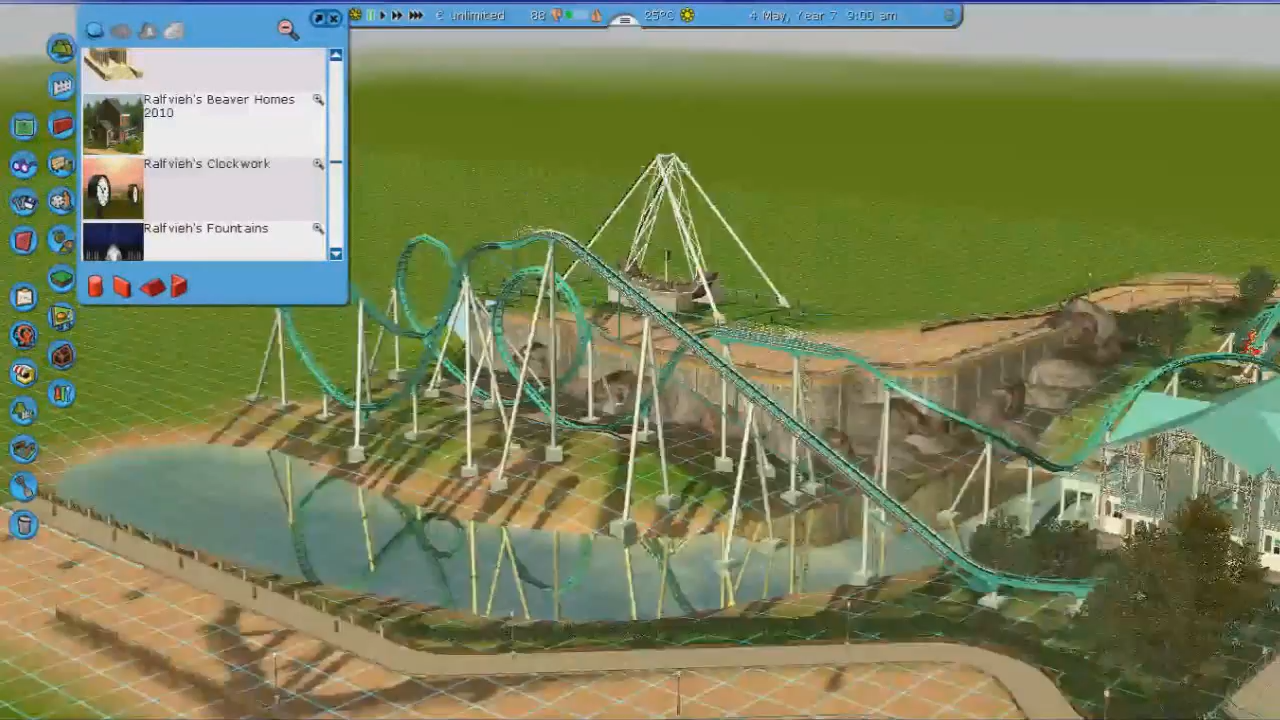 € unlimited 88 25°C 4 May, Year 7 9:00 am
Ralfvieh's Beaver Homes
2010
Ralfvieh's Clockwork
Ralfvieh's Fountains